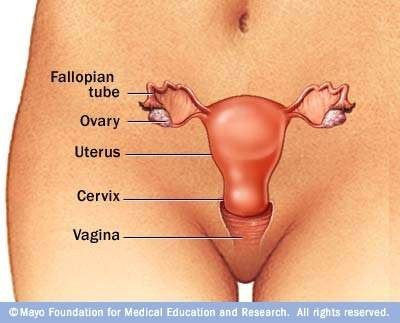 Fallopian
tube
Ovary
Uterus
Cervix
Vagina
©Mayo Foundation for Medical Education and Research. All rights reserved.